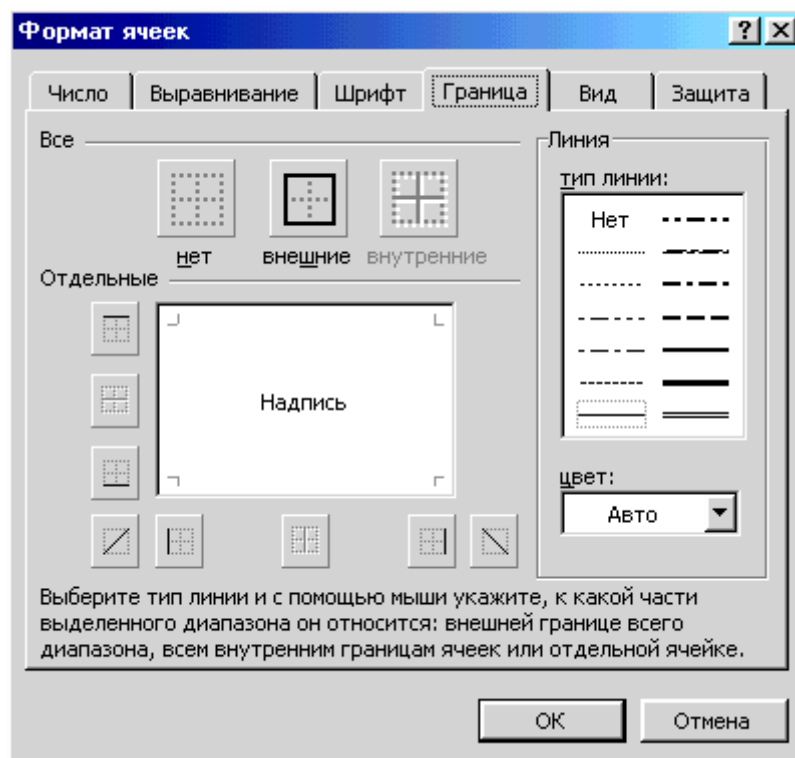 Формат ячеек
Число Выравнивание Шрифт Граница Вид Защита
Все
нет внешние внутренние
Отдельные
Надпись
Линия
тип линии:
Нет
цвет:
Авто
Выберите тип линии и с помощью мыши укажите, к какой части
выделенного диапазона он относится: внешней границе всего
диапазона, всем внутренним границам ячеек или отдельной ячейке.
ОК Отмена